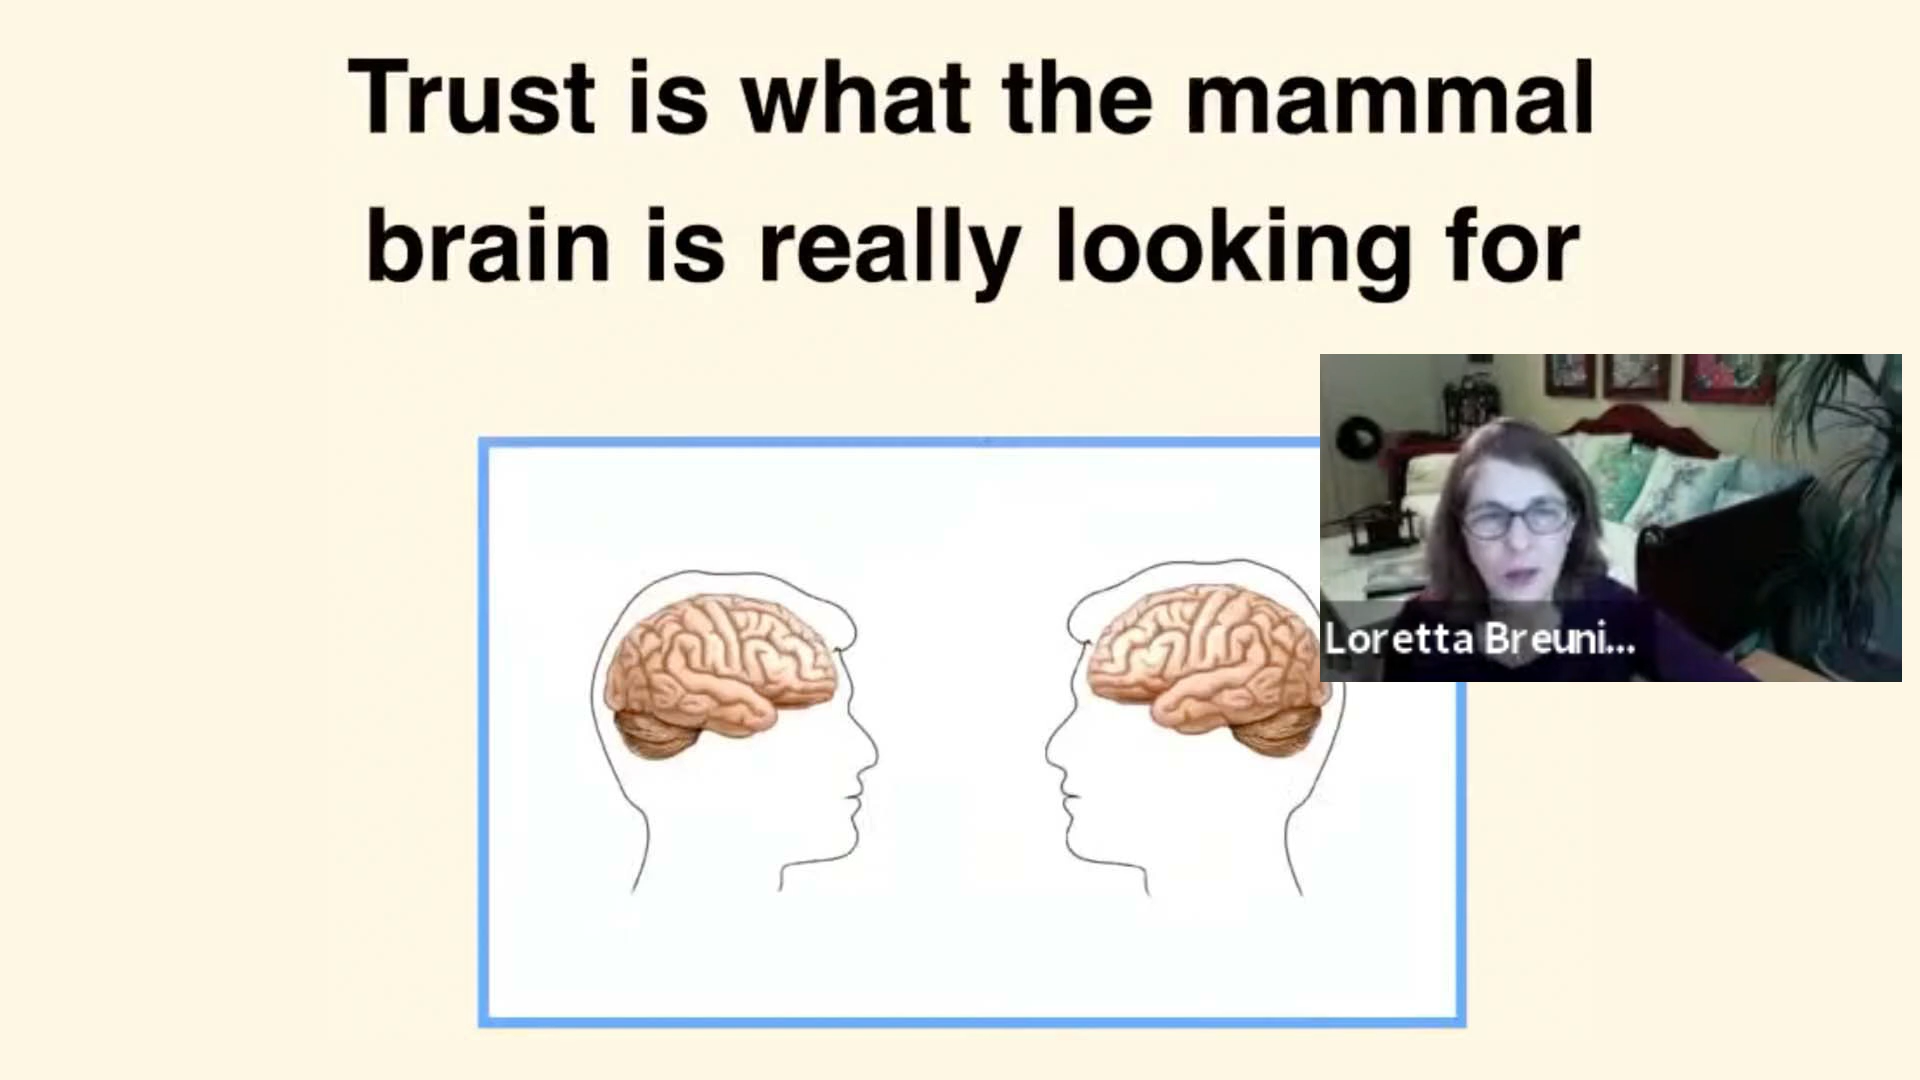 Trust is what the mammal
brain is really looking for
Loretta Breuni...